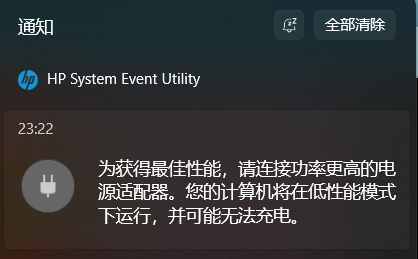 通知
全部清除
HP System Event Utility
23:22
为获得最佳性能，请连接功率更高的电
源适配器。您的计算机将在低性能模式
下运行，并可能无法充电。